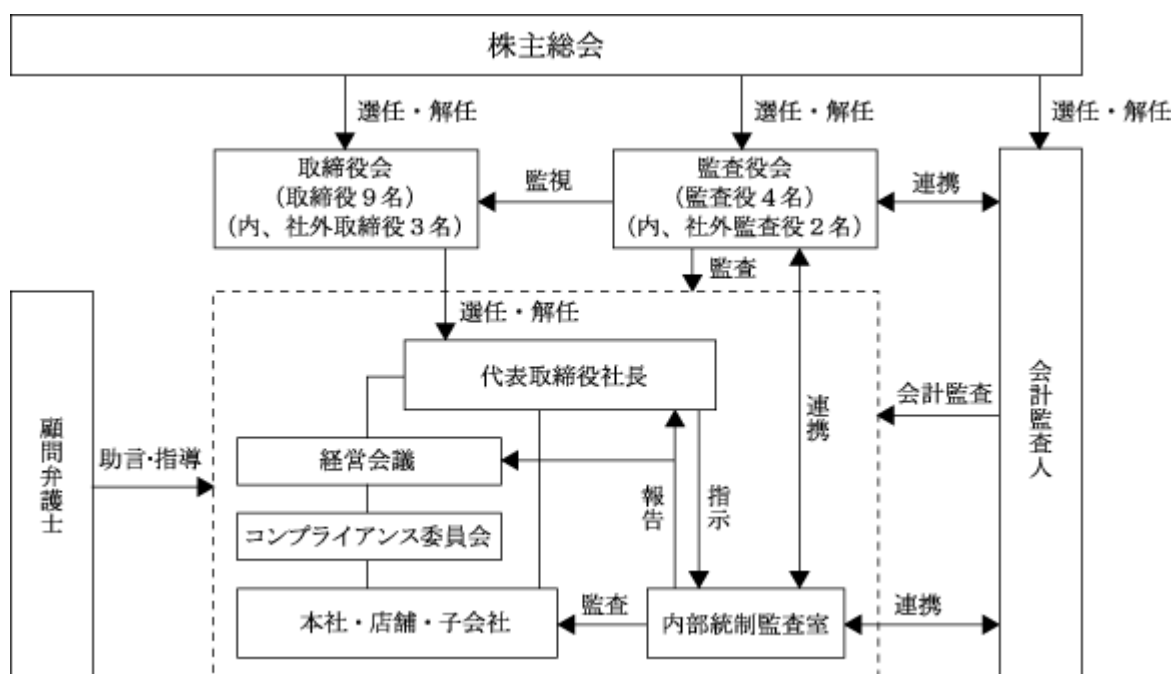 株主総会
選任・解任
選任・解任
選任・解任
取締役会
(取締役9名)
(内、社外取締役3名)
監視
監査役会
(監査役4名)
(内、社外監査役2名)
連携
監査
選任・解任
代表取締役社長
顧問弁護士
助言・指導
経営会議
コンプライアンス委員会
本社・店舗・子会社
監査
報告
指示
内部統制監査室
連携
会計監査
連携
会計監査人